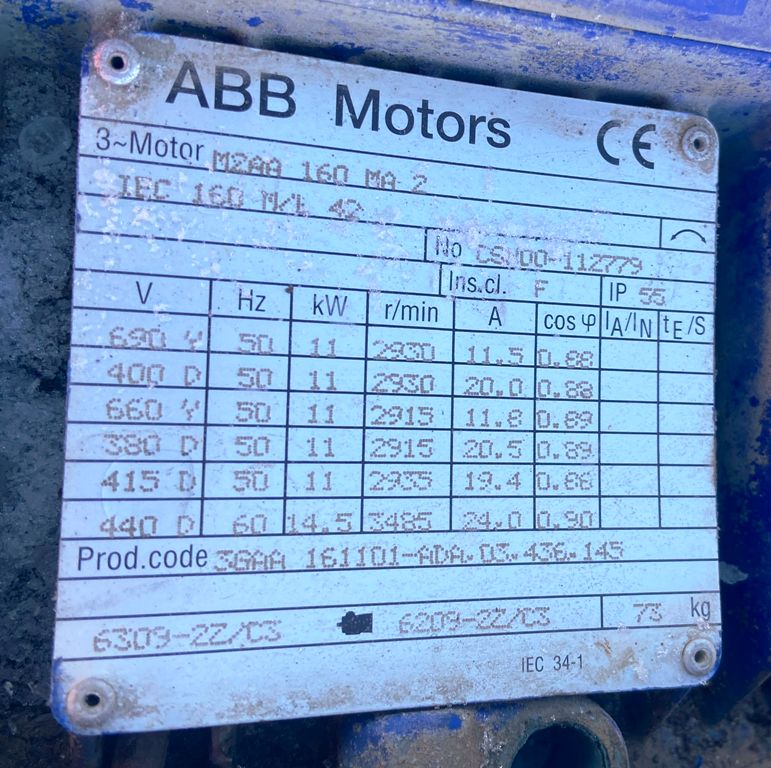 ABB Motors CE
3~Motor M2AA 160 MA 2
IEC 160 M/L 42
No CS 00-112779
Ins.cl. F IP 55
V Hz kW r/min A cos φ IA/IN tE/S
690 Y 50 11 2930 11.5 0.88
400 D 50 11 2930 20.0 0.88
660 Y 50 11 2915 11.8 0.89
380 D 50 11 2915 20.5 0.89
415 D 50 11 2935 19.4 0.88
440 D 60 14.5 3485 24.0 0.90
Prod.code 3GAA 161101-ADA.03.436.145
6309-2Z/C3 6209-2Z/C3 73 kg
IEC 34-1